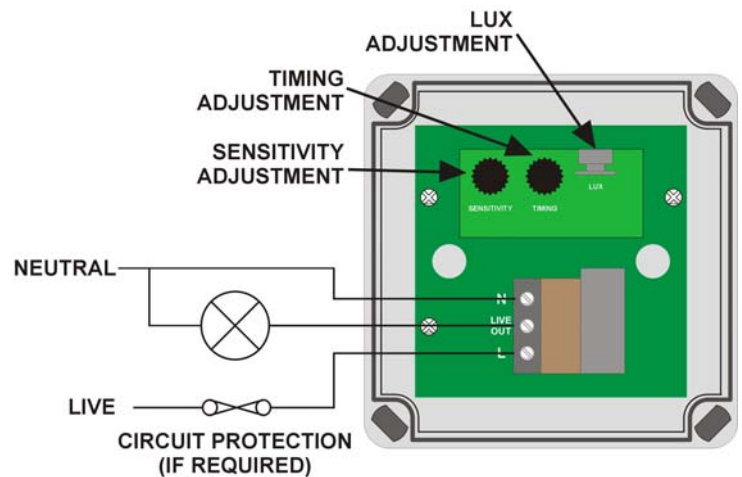 LUX
ADJUSTMENT
TIMING
ADJUSTMENT
SENSITIVITY
ADJUSTMENT
SENSITIVITY
TIMING
LUX
NEUTRAL
N
LIVE
OUT
L
LIVE
CIRCUIT PROTECTION
(IF REQUIRED)